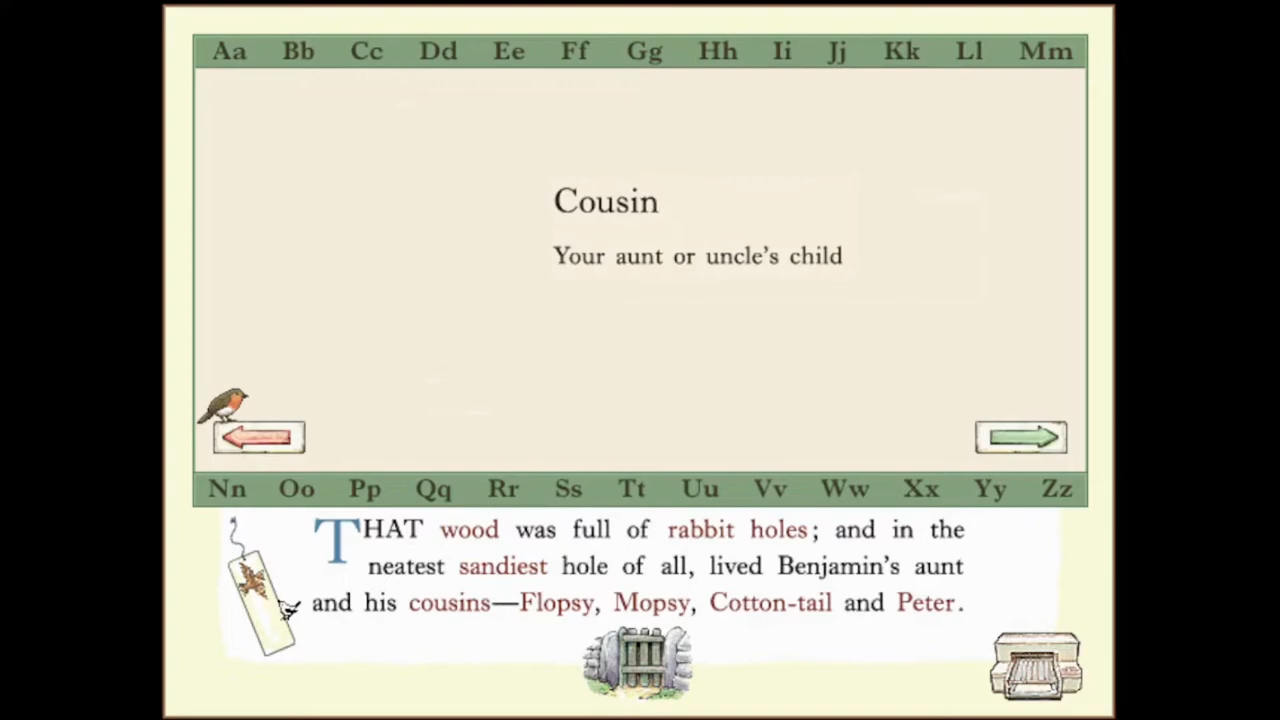 Aa Bb Cc Dd Ee Ff Gg Hh Ii Jj Kk Ll Mm
Cousin
Your aunt or uncle's child
Nn Oo Pp Qq Rr Ss Tt Uu Vv Ww Xx Yy Zz
THAT wood was full of rabbit holes; and in the
neatest sandiest hole of all, lived Benjamin's aunt
and his cousins—Flopsy, Mopsy, Cotton-tail and Peter.